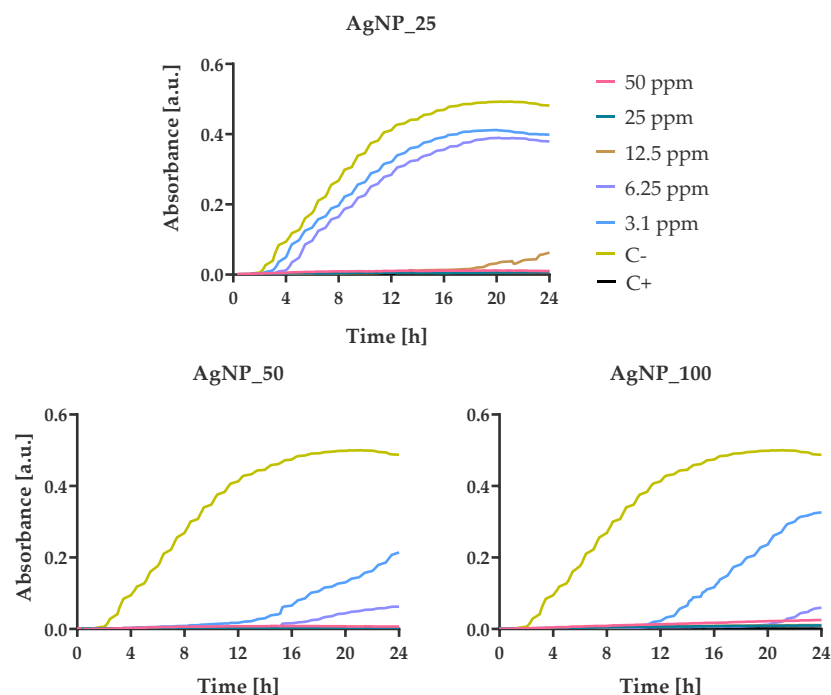 AgNP_25
Absorbance [a.u.]
0.6
0.4
0.2
0.0
0 4 8 12 16 20 24
Time [h]
50 ppm
25 ppm
12.5 ppm
6.25 ppm
3.1 ppm
C-
C+
AgNP_50
Absorbance [a.u.]
0.6
0.4
0.2
0.0
0 4 8 12 16 20 24
Time [h]
AgNP_100
0.6
0.4
0.2
0.0
0 4 8 12 16 20 24
Time [h]